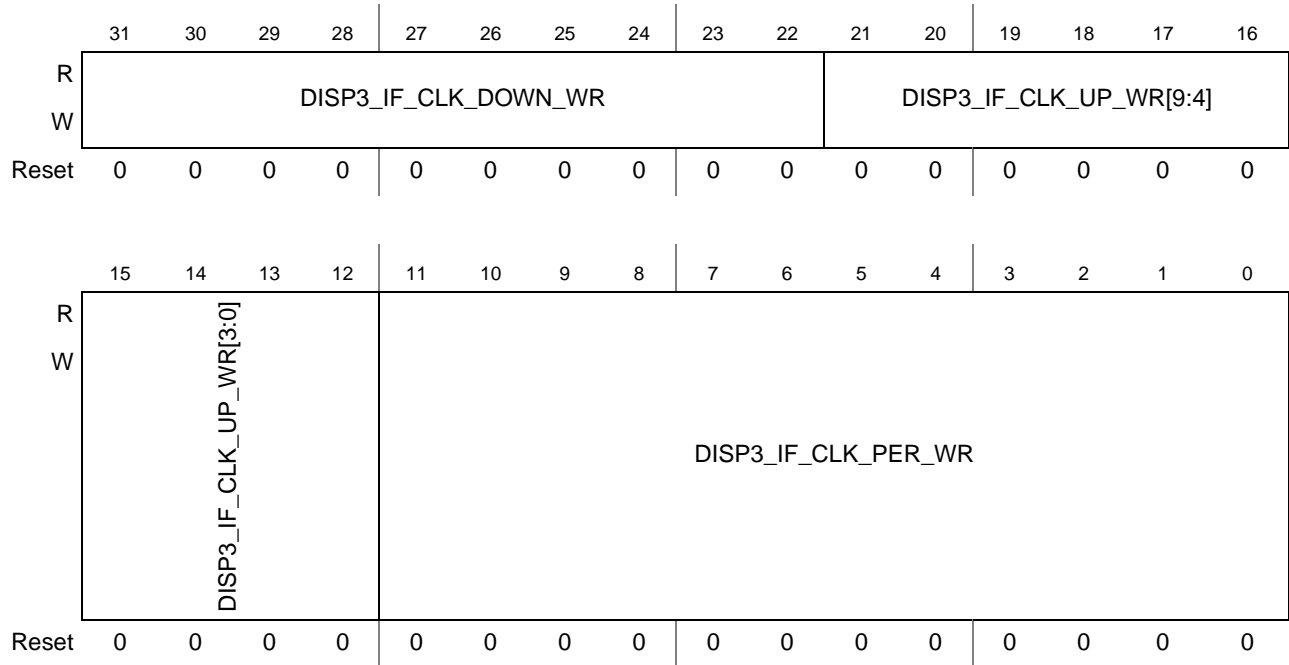 31 30 29 28 27 26 25 24 23 22 21 20 19 18 17 16
R
DISP3_IF_CLK_DOWN_WR DISP3_IF_CLK_UP_WR[9:4]
W
Reset 0 0 0 0 0 0 0 0 0 0 0 0 0 0 0 0
15 14 13 12 11 10 9 8 7 6 5 4 3 2 1 0
R
W
DISP3_IF_CLK_UP_WR[3:0]
DISP3_IF_CLK_PER_WR
Reset 0 0 0 0 0 0 0 0 0 0 0 0 0 0 0 0